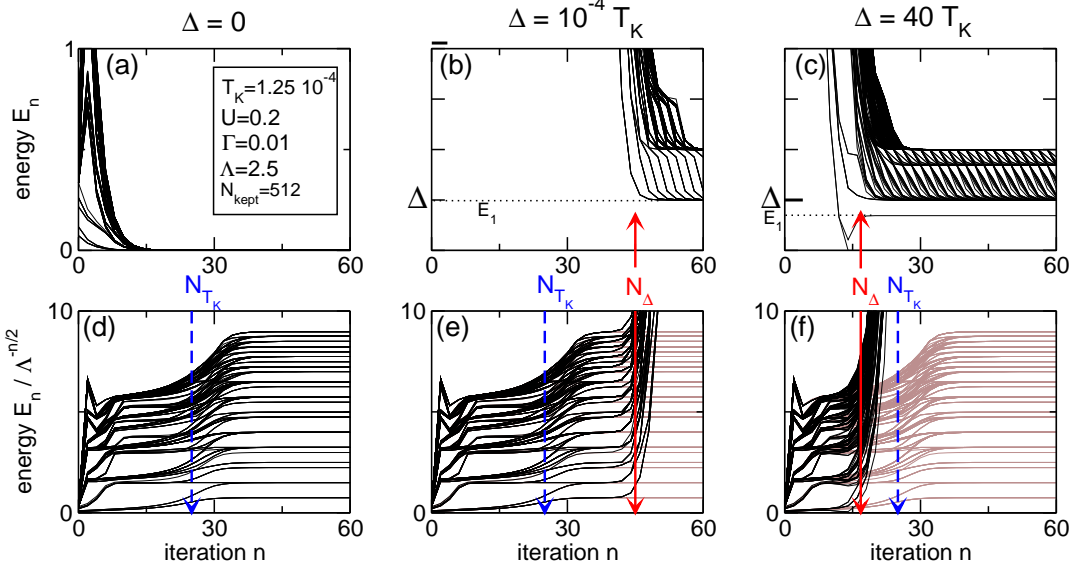 Δ = 0
Δ = 10^-4 T_K
Δ = 40 T_K
energy E_n
1
0
(a)
T_K=1.25 10^-4
U=0.2
Γ=0.01
Λ=2.5
N_kept=512
0
30
60
(b)
Δ
E_1
0
30
60
(c)
Δ
E_1
0
30
60
iteration n
N_T_K
N_T_K
N_Δ
N_Δ
N_T_K
energy E_n / Λ^-n/2
10
0
(d)
0
30
60
iteration n
10
0
(e)
0
30
60
iteration n
10
0
(f)
0
30
60
iteration n